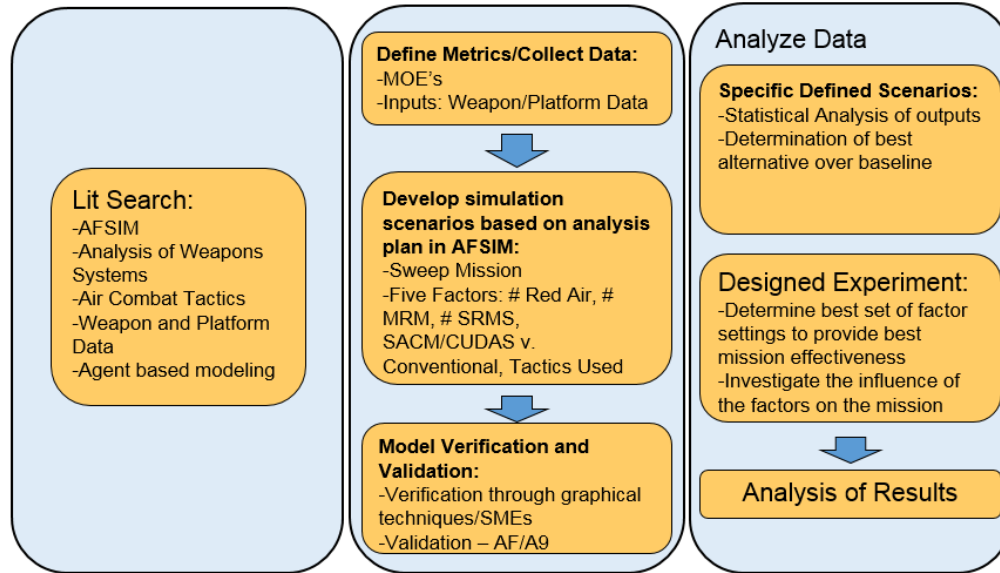 Lit Search:
-AFSIM
-Analysis of Weapons
Systems
-Air Combat Tactics
-Weapon and Platform
Data
-Agent based modeling
Define Metrics/Collect Data:
-MOE's
-Inputs: Weapon/Platform Data
Develop simulation
scenarios based on analysis
plan in AFSIM:
-Sweep Mission
-Five Factors: # Red Air, #
MRM, # SRMS,
SACM/CUDAS v.
Conventional, Tactics Used
Model Verification and
Validation:
-Verification through graphical
techniques/SMEs
-Validation – AF/A9
Analyze Data
Specific Defined Scenarios:
-Statistical Analysis of outputs
-Determination of best
alternative over baseline
Designed Experiment:
-Determine best set of factor
settings to provide best
mission effectiveness
-Investigate the influence of
the factors on the mission
Analysis of Results